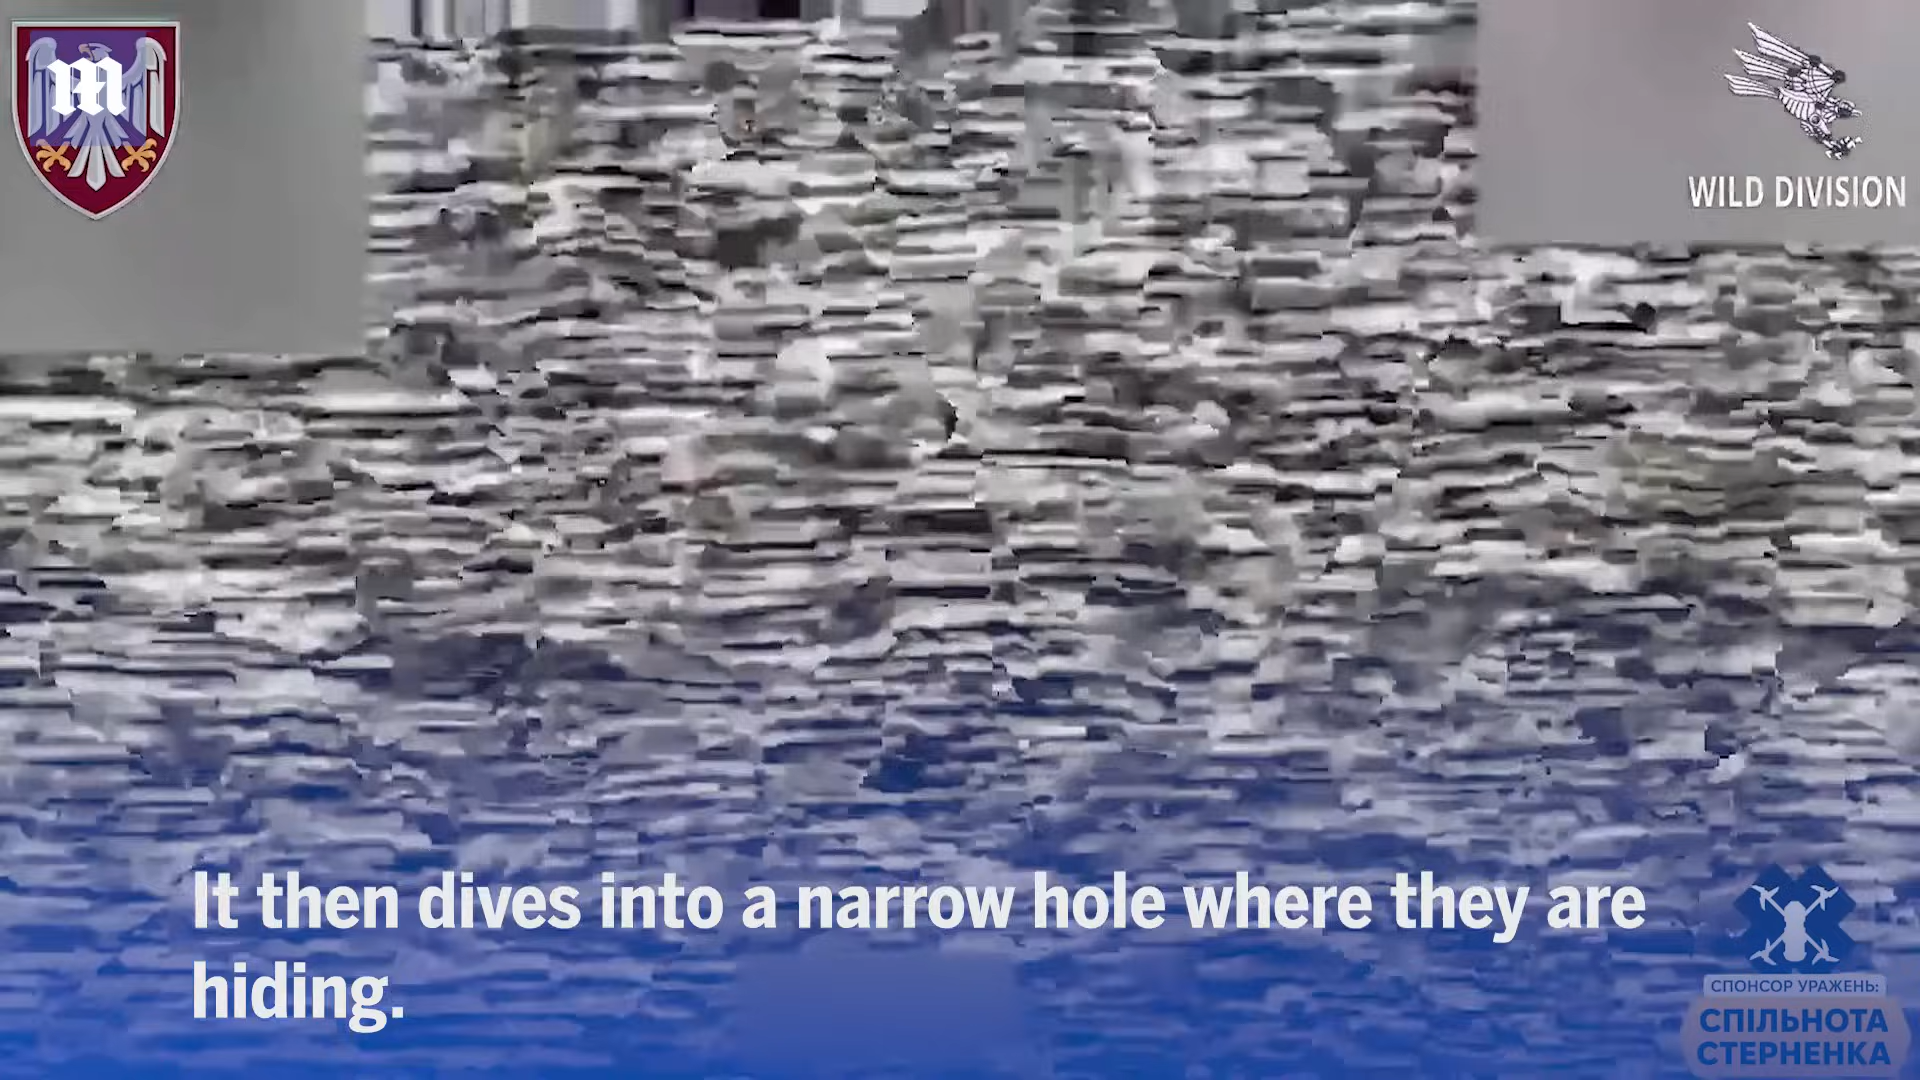 M
WILD DIVISION
It then dives into a narrow hole where they are
hiding.
СПОНСОР УРАЖЕНЬ:
СПІЛЬНОТА
СТЕРНЕНКА